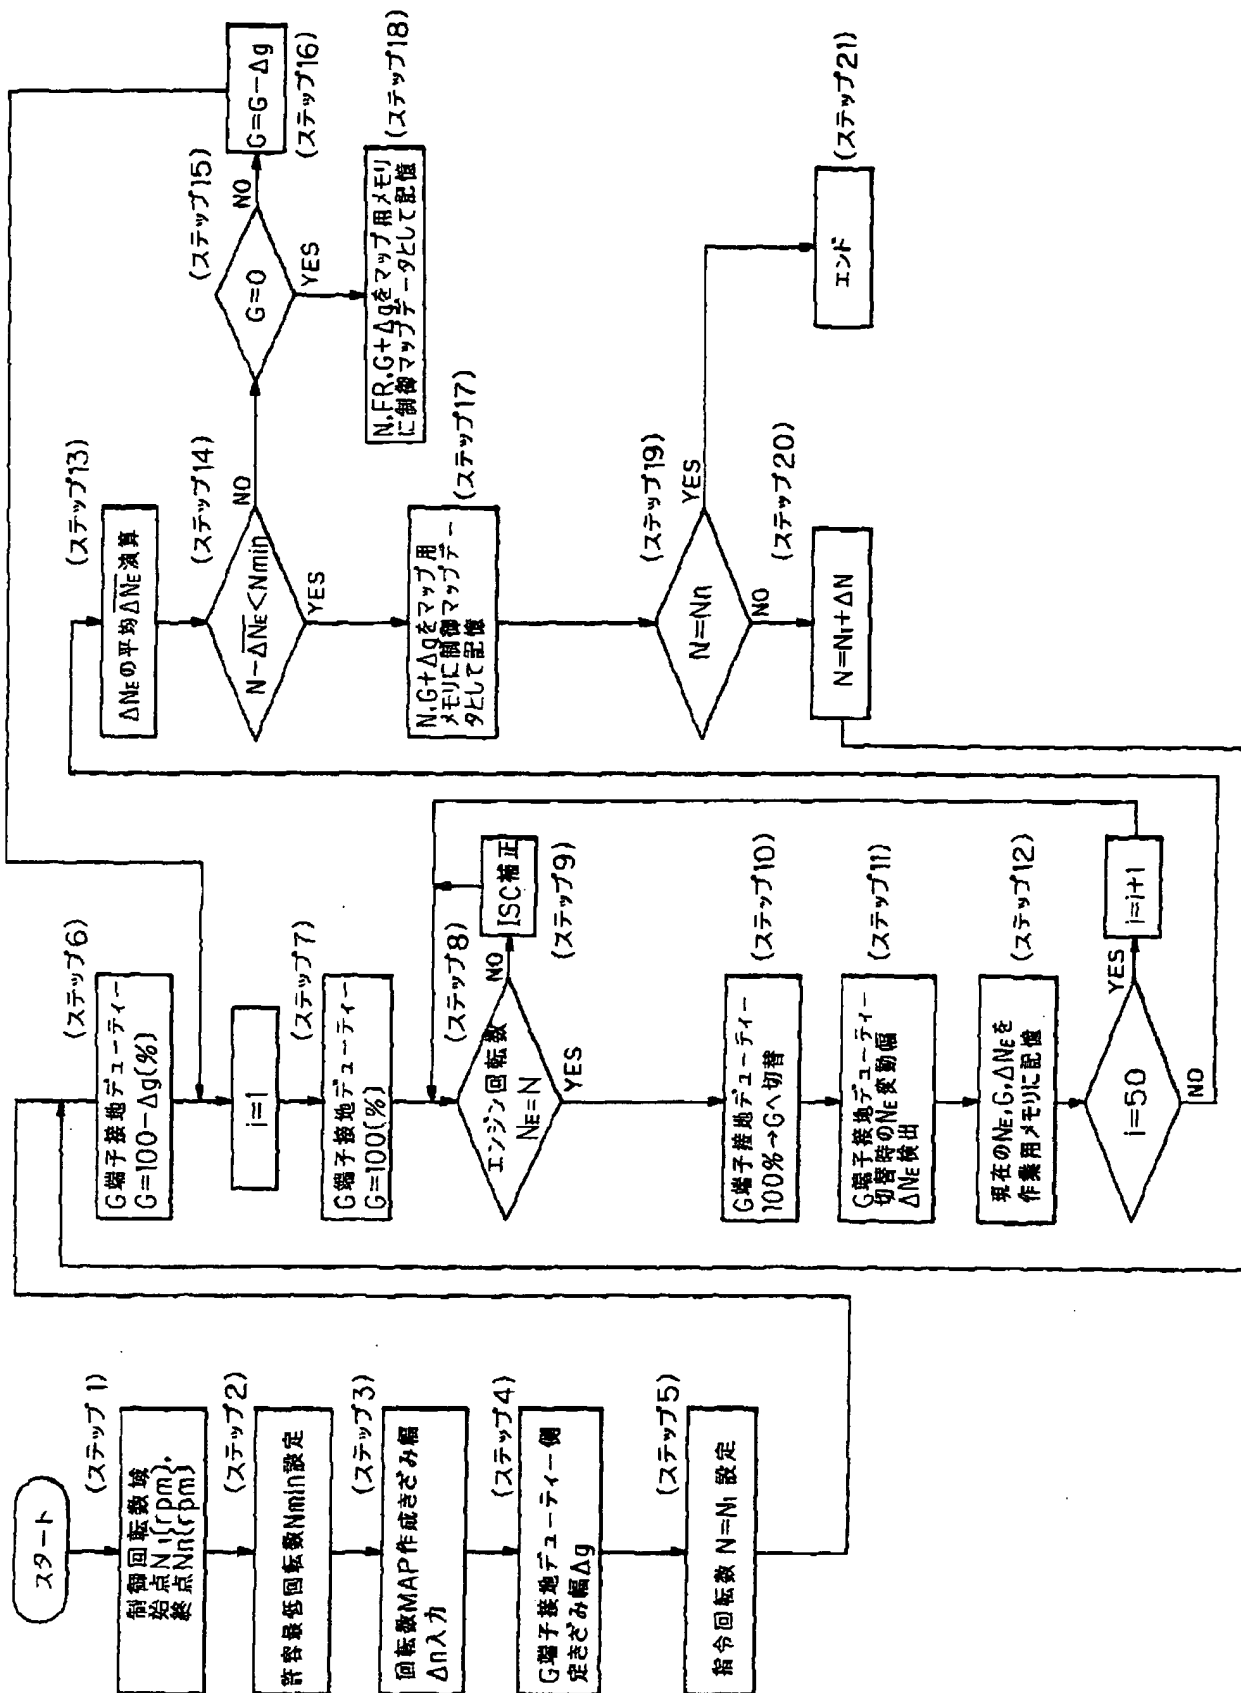 スタート
(ステップ1)
制御回転数域
始点N1(rpm),
終点Nn(rpm)
(ステップ2)
許容最低回転数Nmin設定
(ステップ3)
回転数MAP作成きざみ幅
Δn入力
(ステップ4)
G端子接地デューティー側
定きざみ幅Δg
(ステップ5)
指令回転数 N=N1 設定
(ステップ6)
G端子接地デューティー
G=100-Δg(%)
i=1
(ステップ7)
G端子接地デューティー
G=100(%)
(ステップ8)
エンジン回転数
NE=N
NO
YES
ISC補正
(ステップ9)
(ステップ10)
G端子接地デューティー
100%→Gへ切替
(ステップ11)
G端子接地デューティー
切替時のNE変動幅
ΔNE検出
(ステップ12)
現在のNE,G,ΔNEを
作業用メモリに記憶
i=50
YES
NO
i=i+1
(ステップ13)
ΔNEの平均ΔNE演算
(ステップ14)
N-ΔNE<Nmin
NO
YES
(ステップ15)
G=0
NO
YES
G=G-Δg
(ステップ16)
(ステップ17)
N,G+Δgをマップ用
メモリに制御マップデー
タとして記憶
(ステップ18)
N,FR,G+Δgをマップ用メモリ
に制御マップデータとして記憶
(ステップ19)
N=Nn
YES
NO
(ステップ20)
N=N1+ΔN
エンド
(ステップ21)